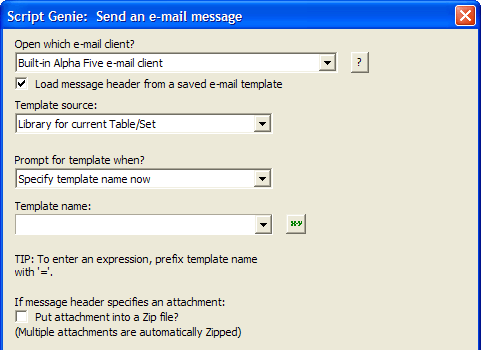 Script Genie: Send an e-mail message
Open which e-mail client?
Built-in Alpha Five e-mail client
?
Load message header from a saved e-mail template
Template source:
Library for current Table/Set
Prompt for template when?
Specify template name now
Template name:
TIP: To enter an expression, prefix template name
with '='.
If message header specifies an attachment:
Put attachment into a Zip file?
(Multiple attachments are automatically Zipped)